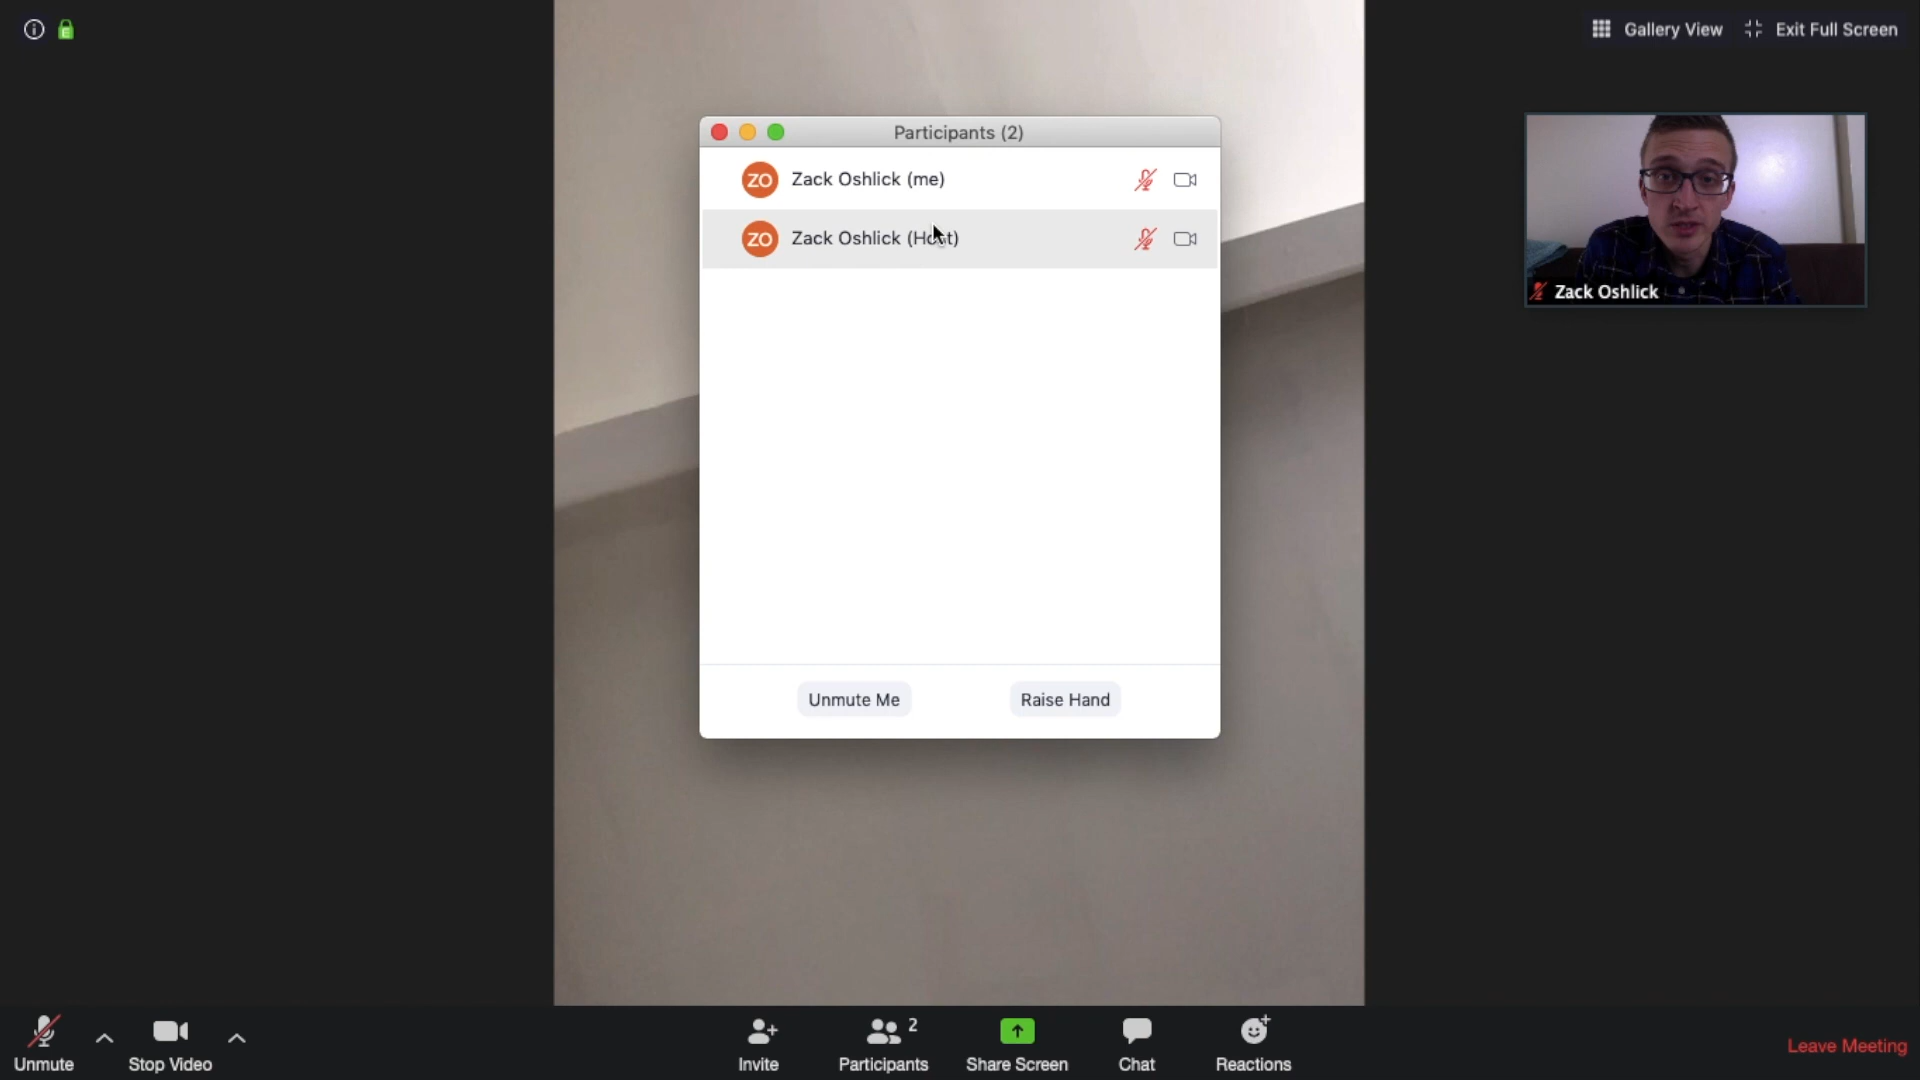 Gallery View
Exit Full Screen
Participants (2)
ZO Zack Oshlick (me)
ZO Zack Oshlick (Host)
Zack Oshlick
Unmute Me
Raise Hand
Unmute
Stop Video
Invite
2
Participants
Share Screen
Chat
Reactions
Leave Meeting